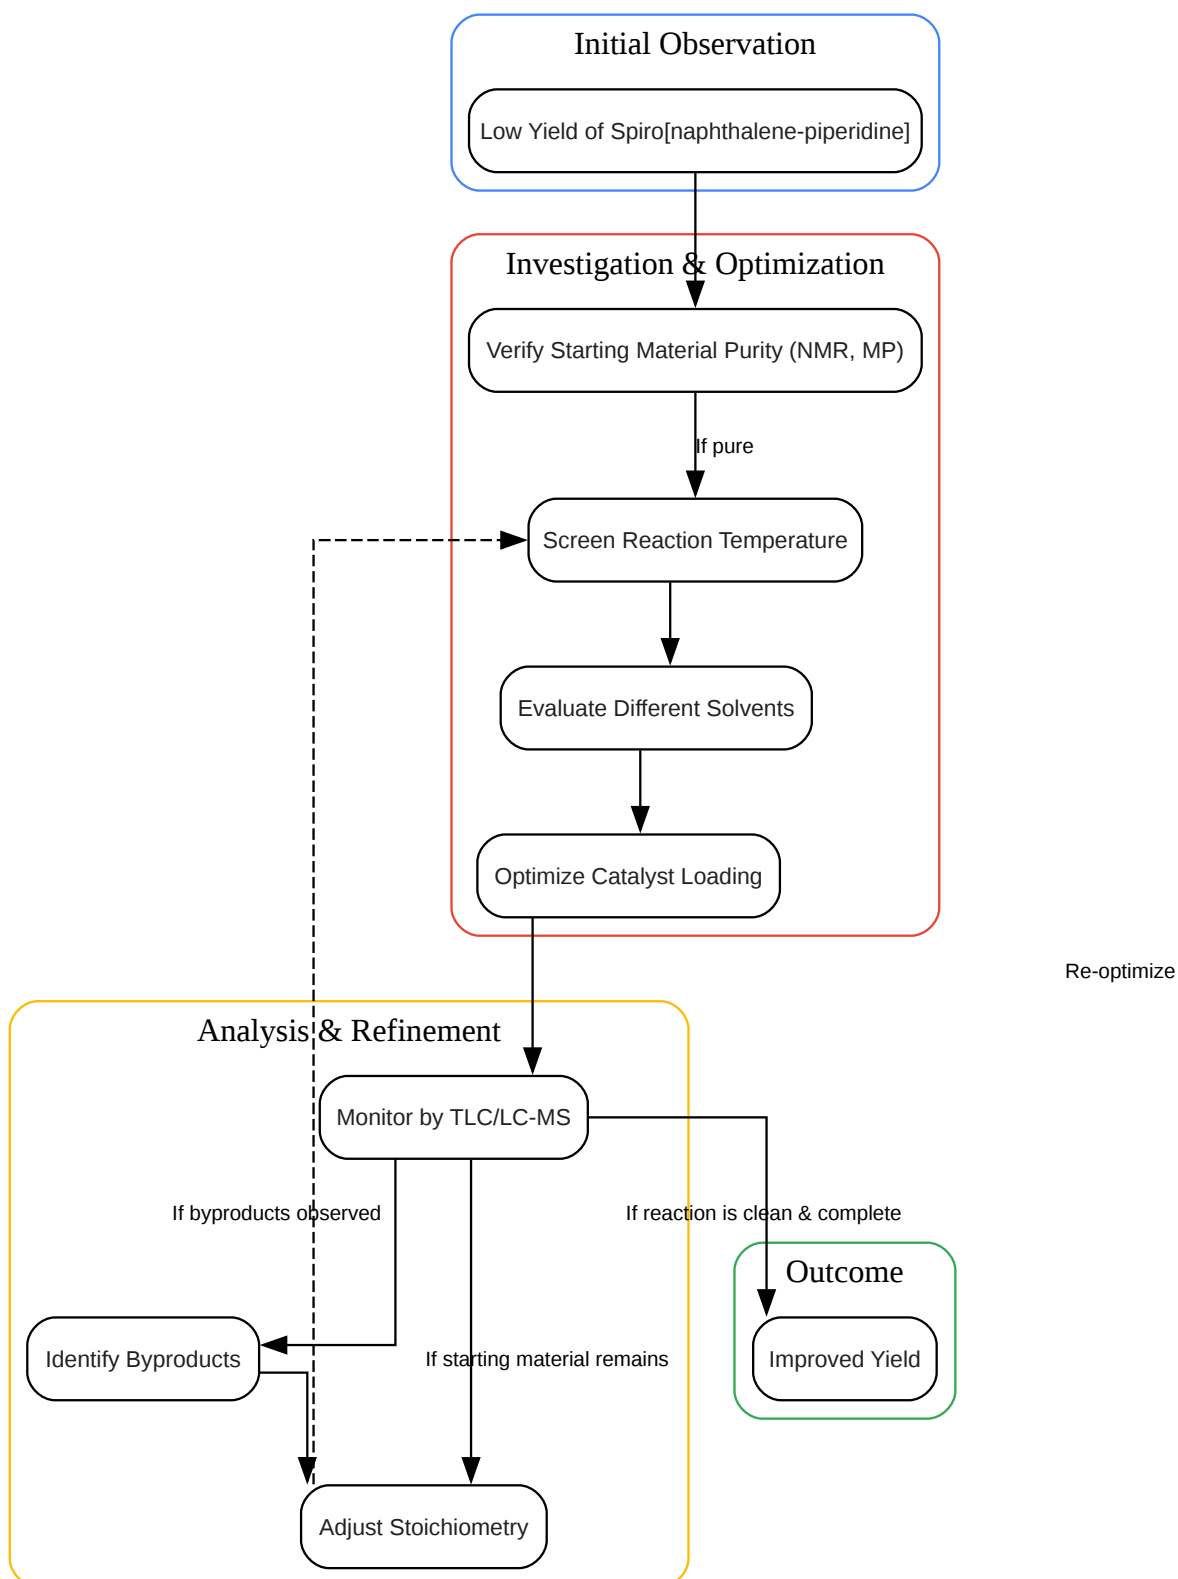 Initial Observation
Low Yield of Spiro[naphthalene-piperidine]
Investigation & Optimization
Verify Starting Material Purity (NMR, MP)
If pure
Screen Reaction Temperature
Evaluate Different Solvents
Optimize Catalyst Loading
Re-optimize
Analysis & Refinement
Monitor by TLC/LC-MS
If byproducts observed
If reaction is clean & complete
Outcome
Identify Byproducts
If starting material remains
Improved Yield
Adjust Stoichiometry